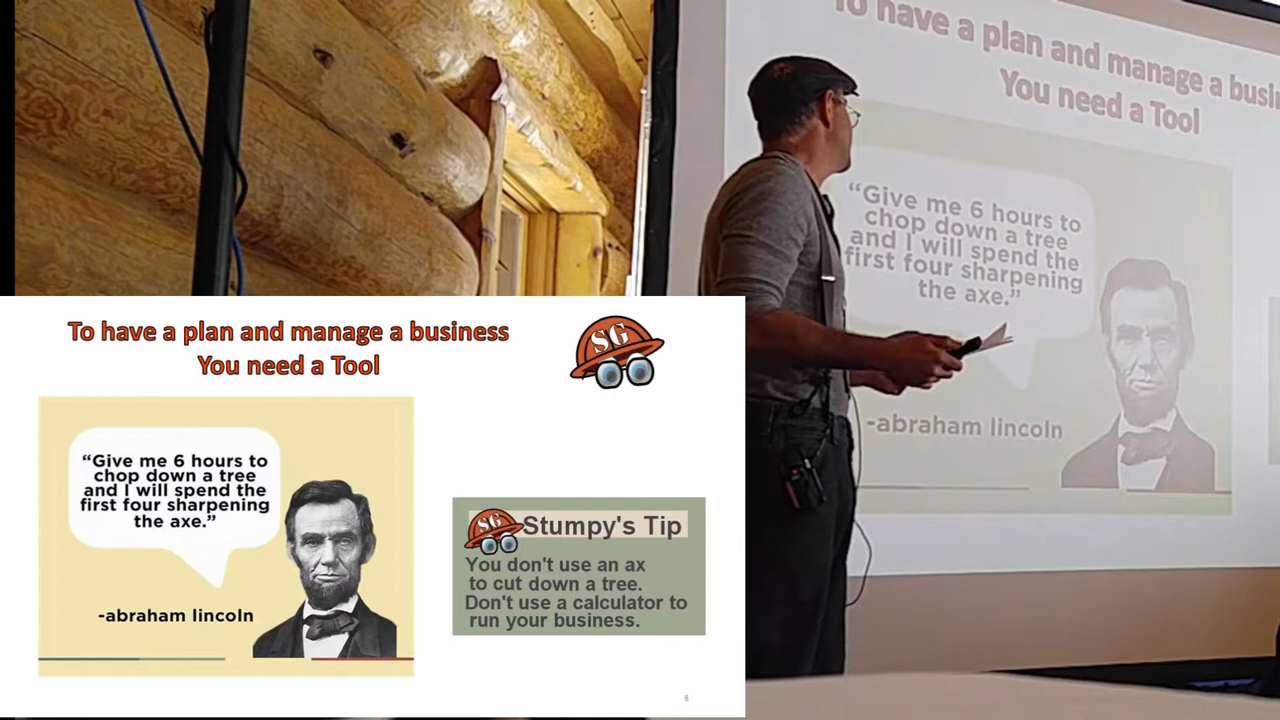 To have a plan and manage a busin
You need a Tool
“Give me 6 hours to
chop down a tree
and I will spend the
first four sharpening
the axe.”
-abraham lincoln
To have a plan and manage a business
You need a Tool
SG
“Give me 6 hours to
chop down a tree
and I will spend the
first four sharpening
the axe.”
-abraham lincoln
SG Stumpy's Tip
You don't use an ax
to cut down a tree.
Don't use a calculator to
run your business.
8